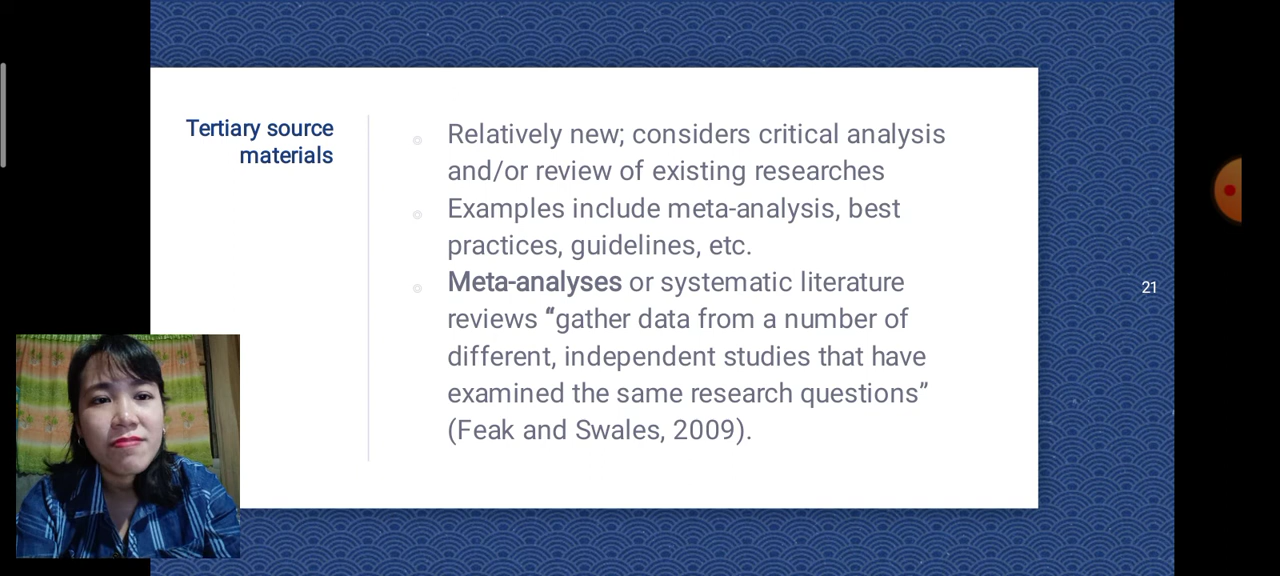 Tertiary source
materials
Relatively new; considers critical analysis
and/or review of existing researches
Examples include meta-analysis, best
practices, guidelines, etc.
Meta-analyses or systematic literature
reviews “gather data from a number of
different, independent studies that have
examined the same research questions”
(Feak and Swales, 2009).
21